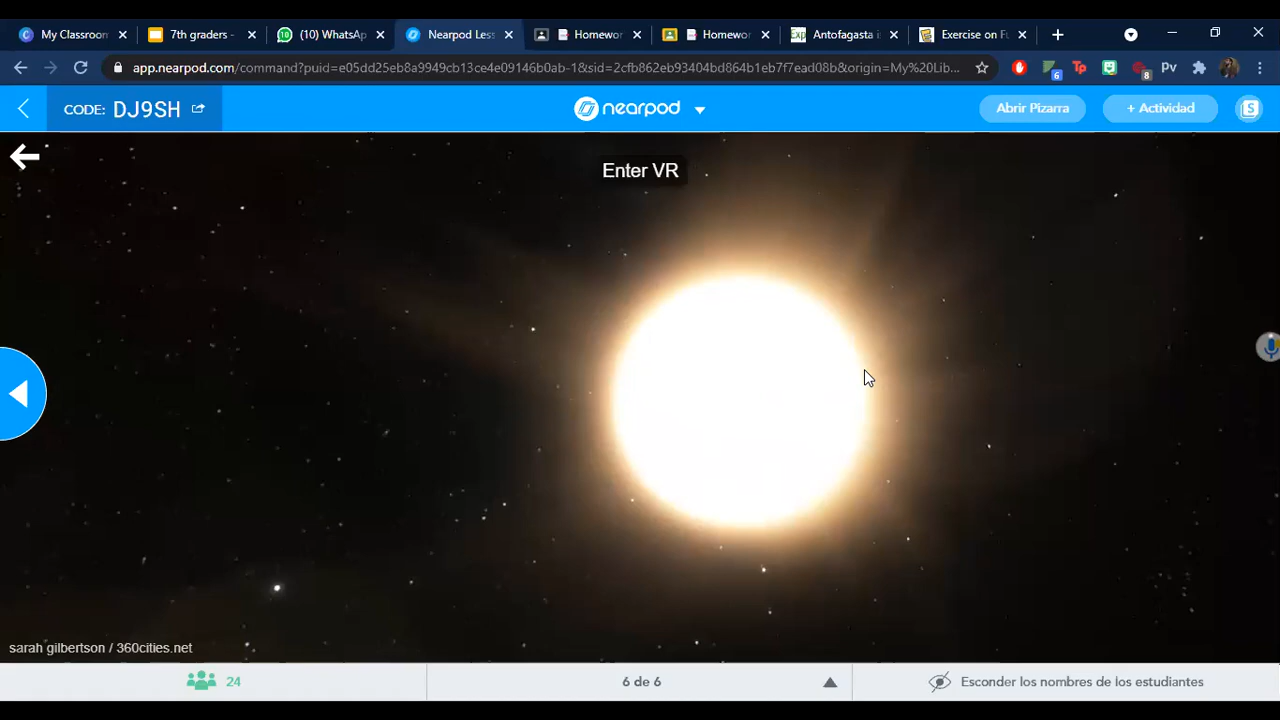 My Classroom
7th graders -
(10) WhatsAp
Nearpod Less
Homewor
Homewor
Antofagasta i
Exercise on Fu
app.nearpod.com/command?puid=e05dd25eb8a9949cb13ce4e09146b0ab-1&sid=2cfb862eb93404bd864b1eb7f7ead08b&origin=My%20Lib...
CODE: DJ9SH
nearpod
Abrir Pizarra
+ Actividad
S
Enter VR
sarah gilbertson / 360cities.net
24
6 de 6
Esconder los nombres de los estudiantes